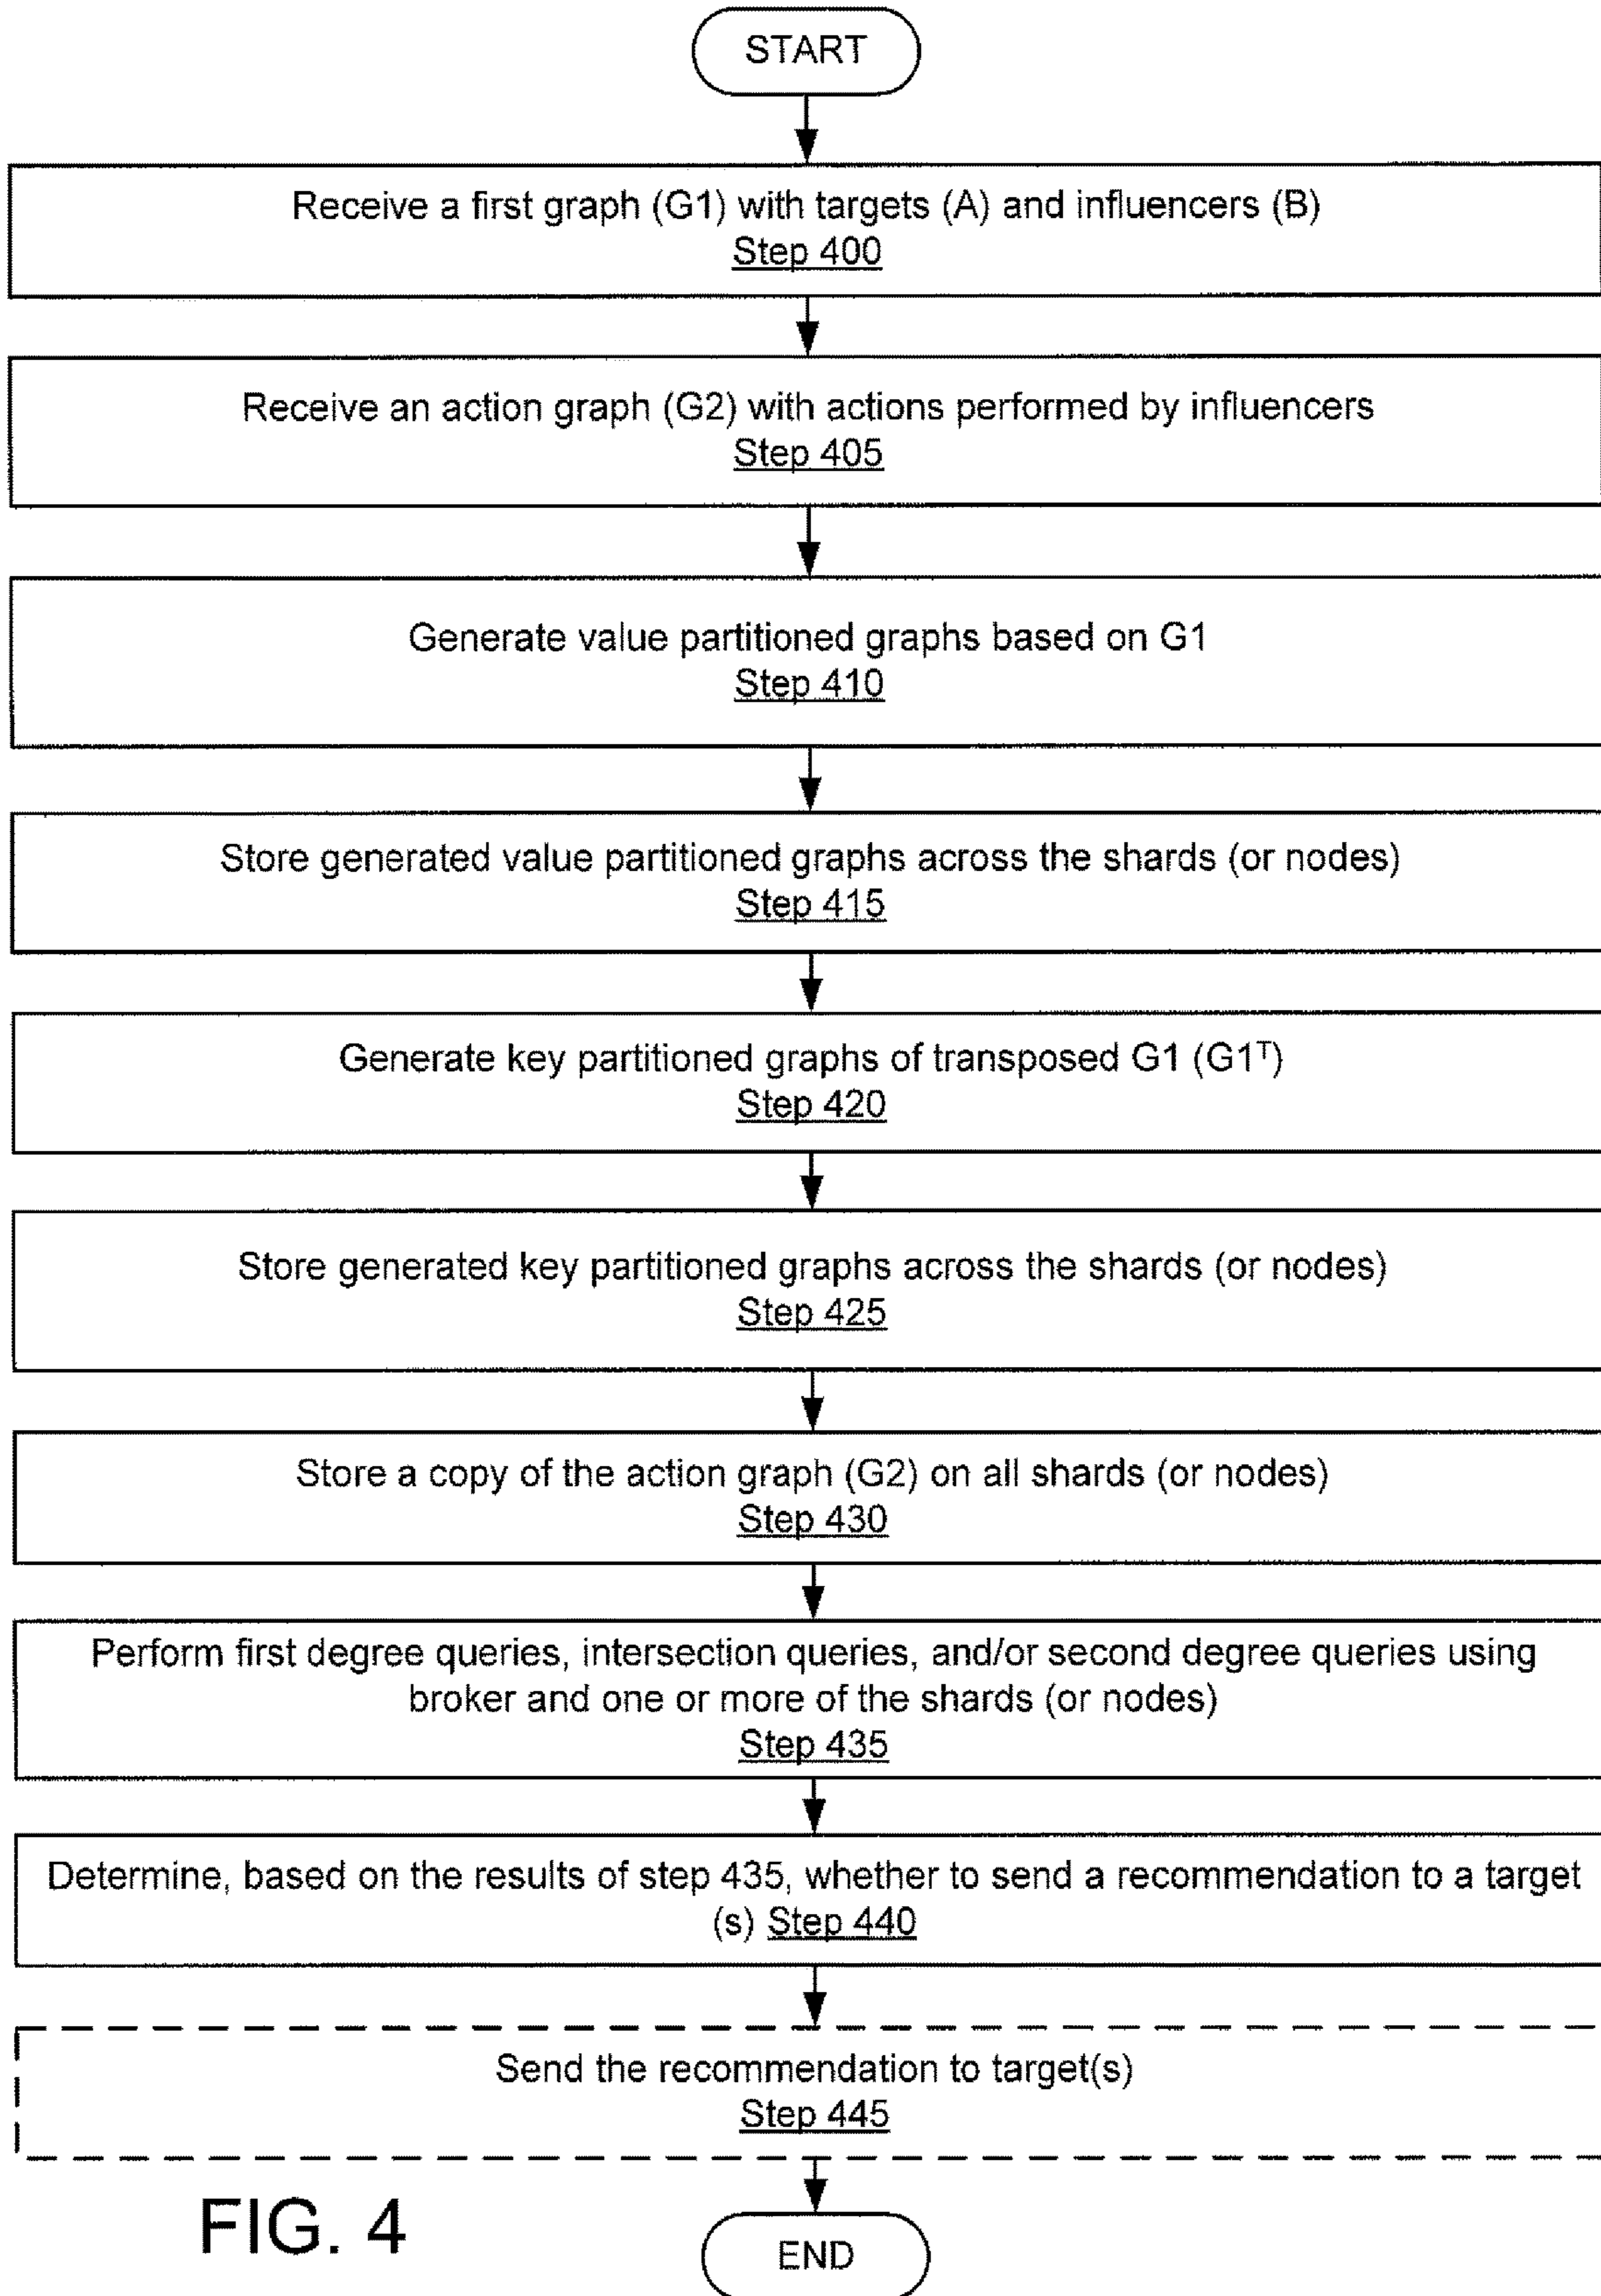 START
Receive a first graph (G1) with targets (A) and influencers (B)
Step 400
Receive an action graph (G2) with actions performed by influencers
Step 405
Generate value partitioned graphs based on G1
Step 410
Store generated value partitioned graphs across the shards (or nodes)
Step 415
Generate key partitioned graphs of transposed G1 (G1ᵀ)
Step 420
Store generated key partitioned graphs across the shards (or nodes)
Step 425
Store a copy of the action graph (G2) on all shards (or nodes)
Step 430
Perform first degree queries, intersection queries, and/or second degree queries using
broker and one or more of the shards (or nodes)
Step 435
Determine, based on the results of step 435, whether to send a recommendation to a target
(s) Step 440
Send the recommendation to target(s)
Step 445
END
FIG. 4